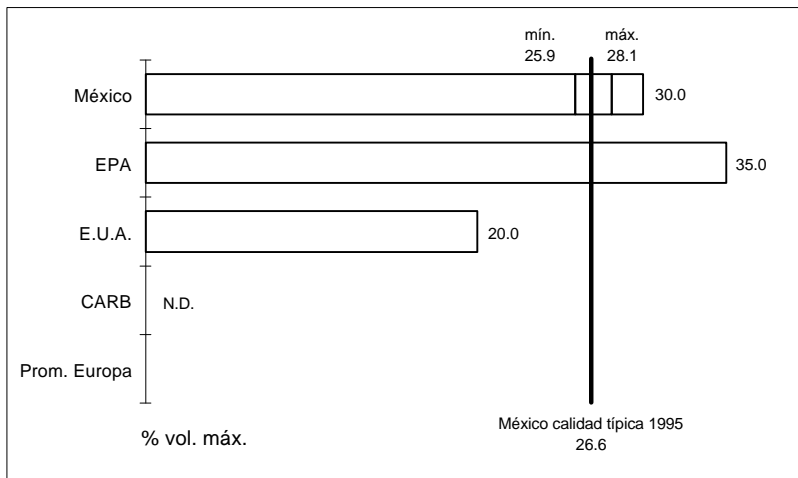 mín. máx.
25.9 28.1
México 30.0
EPA 35.0
E.U.A. 20.0
CARB N.D.
Prom. Europa
% vol. máx.
México calidad típica 1995
26.6